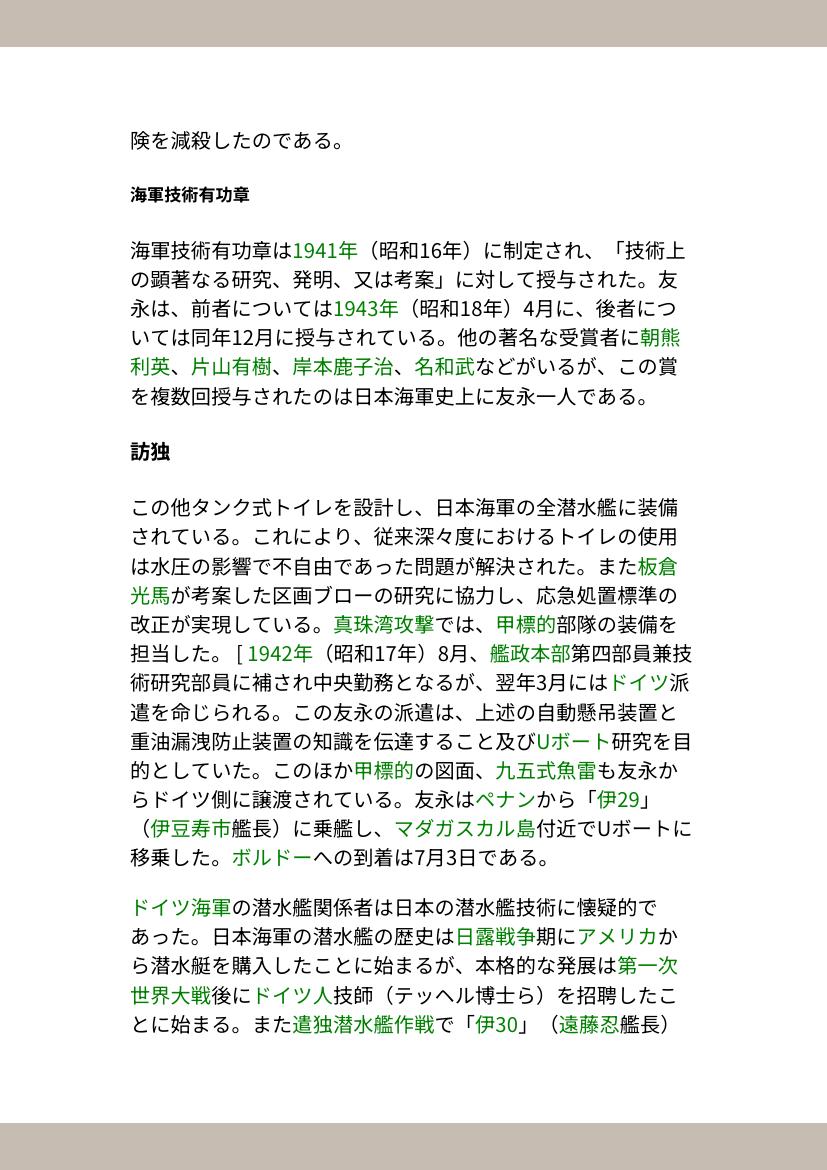 険を減殺したのである。
海軍技術有功章
海軍技術有功章は1941年（昭和16年）に制定され、「技術上
の顕著なる研究、発明、又は考案」に対して授与された。友
永は、前者については1943年（昭和18年）4月に、後者につ
いては同年12月に授与されている。他の著名な受賞者に朝熊
利英、片山有樹、岸本鹿子治、名和武などがいるが、この賞
を複数回授与されたのは日本海軍史上に友永一人である。
訪独
この他タンク式トイレを設計し、日本海軍の全潜水艦に装備
されている。これにより、従来深々度におけるトイレの使用
は水圧の影響で不自由であった問題が解決された。また板倉
光馬が考案した区画ブローの研究に協力し、応急処置標準の
改正が実現している。真珠湾攻撃では、甲標的部隊の装備を
担当した。 [ 1942年（昭和17年）8月、艦政本部第四部員兼技
術研究部員に補され中央勤務となるが、翌年3月にはドイツ派
遣を命じられる。この友永の派遣は、上述の自動懸吊装置と
重油漏洩防止装置の知識を伝達すること及びUボート研究を目
的としていた。このほか甲標的の図面、九五式魚雷も友永か
らドイツ側に譲渡されている。友永はペナンから「伊29」
（伊豆寿市艦長）に乗艦し、マダガスカル島付近でUボートに
移乗した。ボルドーへの到着は7月3日である。
ドイツ海軍の潜水艦関係者は日本の潜水艦技術に懐疑的で
あった。日本海軍の潜水艦の歴史は日露戦争期にアメリカか
ら潜水艇を購入したことに始まるが、本格的な発展は第一次
世界大戦後にドイツ人技師（テッヘル博士ら）を招聘したこ
とに始まる。また遣独潜水艦作戦で「伊30」（遠藤忍艦長）